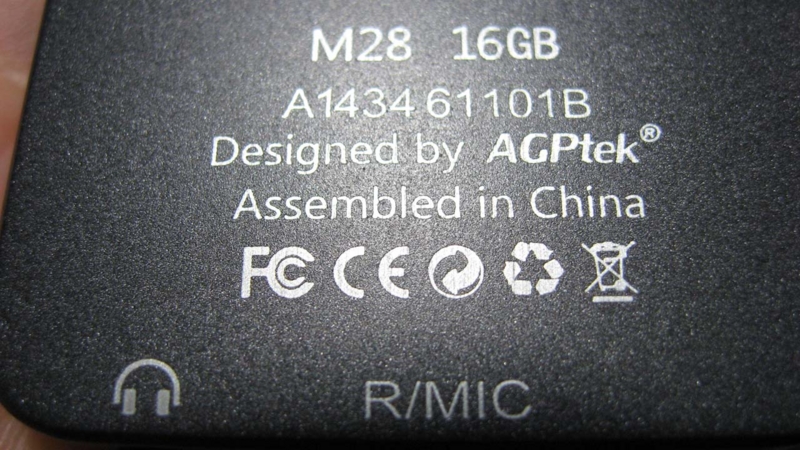 M28 16GB
A1434 61101B
Designed by AGPtek®
Assembled in China
FC CE
R/MIC